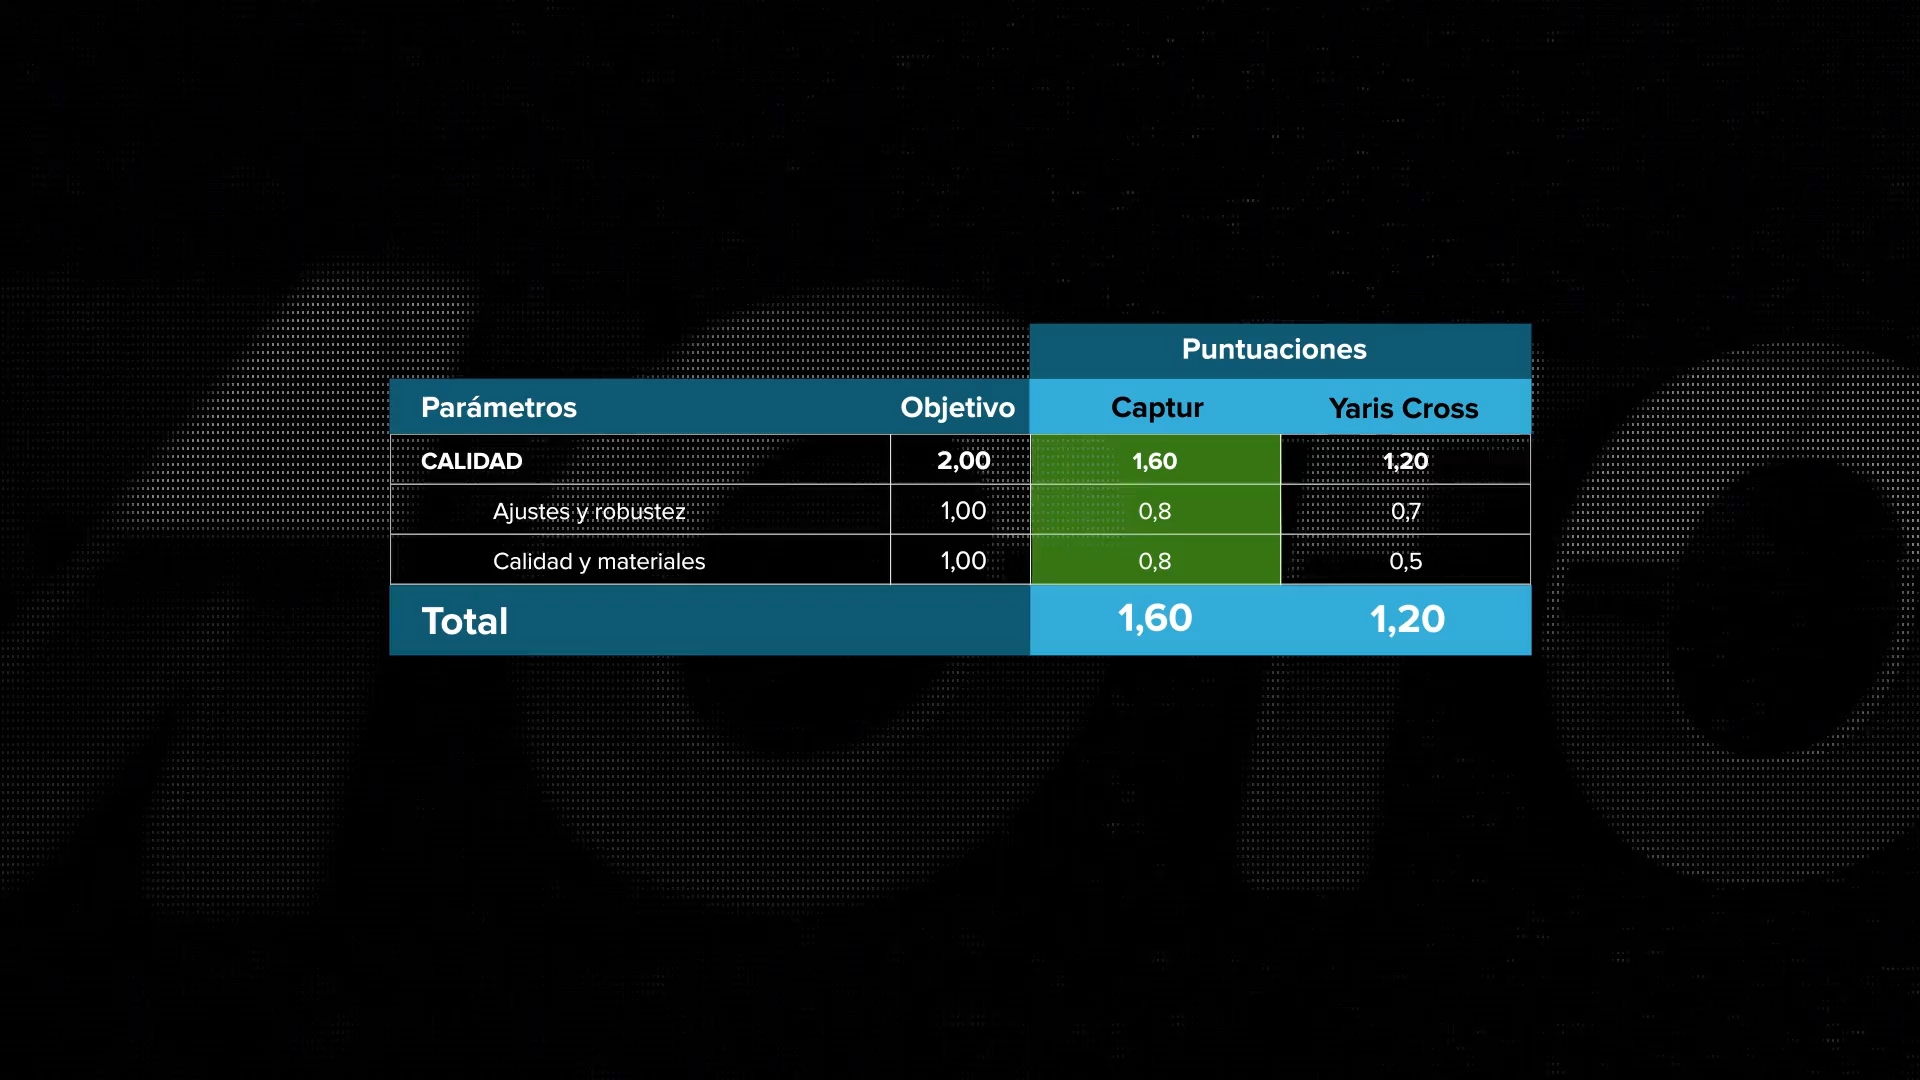 Puntuaciones
Parámetros Objetivo Captur Yaris Cross
CALIDAD 2,00 1,60 1,20
Ajustes y robustez 1,00 0,8 0,7
Calidad y materiales 1,00 0,8 0,5
Total 1,60 1,20